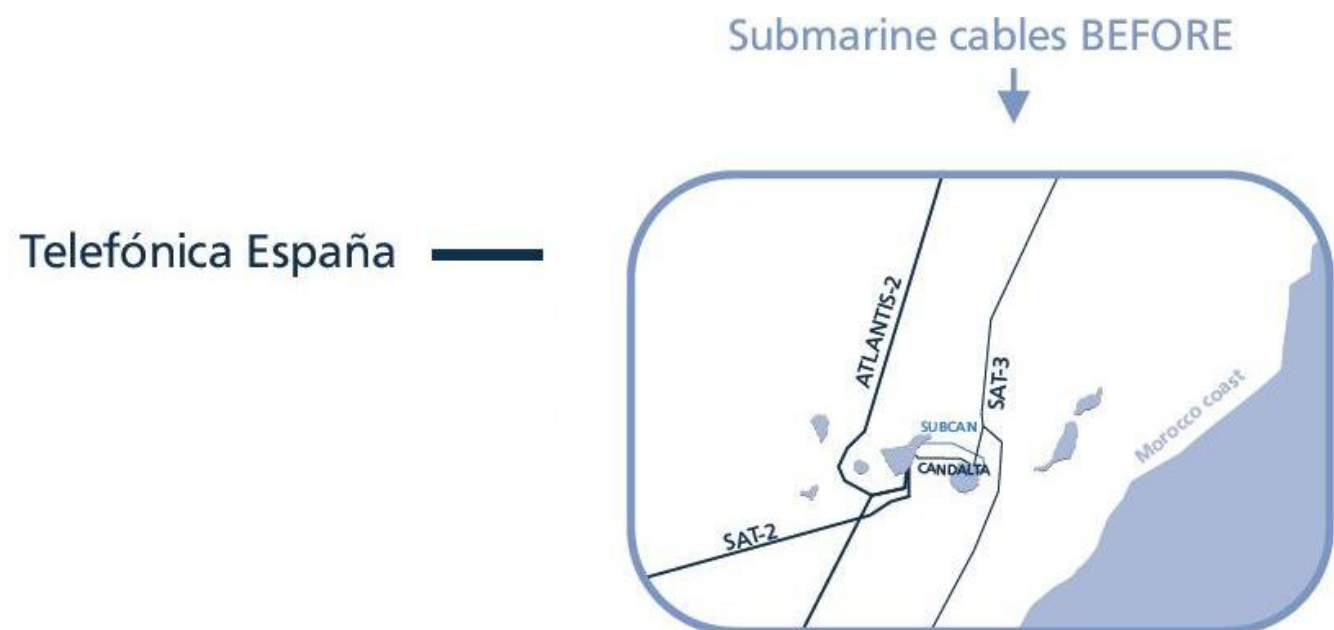 Submarine cables BEFORE
Telefónica España
ATLANTIS-2
SAT-3
Morocco coast
SUBCAN
CANDALTA
SAT-2